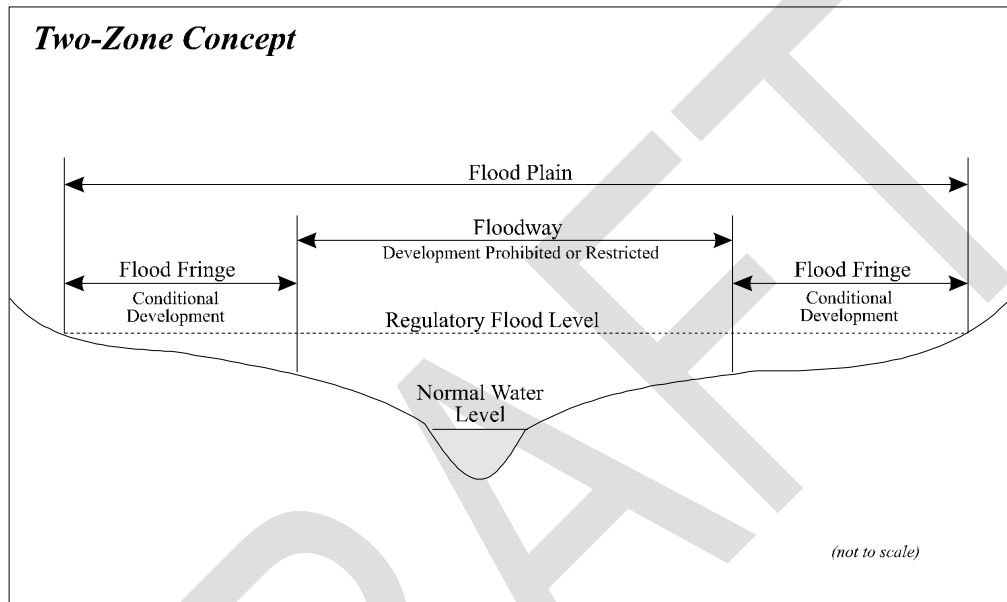 Two-Zone Concept
Flood Plain
Floodway
Development Prohibited or Restricted
Flood Fringe
Conditional
Development
Flood Fringe
Conditional
Development
Regulatory Flood Level
Normal Water
Level
(not to scale)
DRAFT